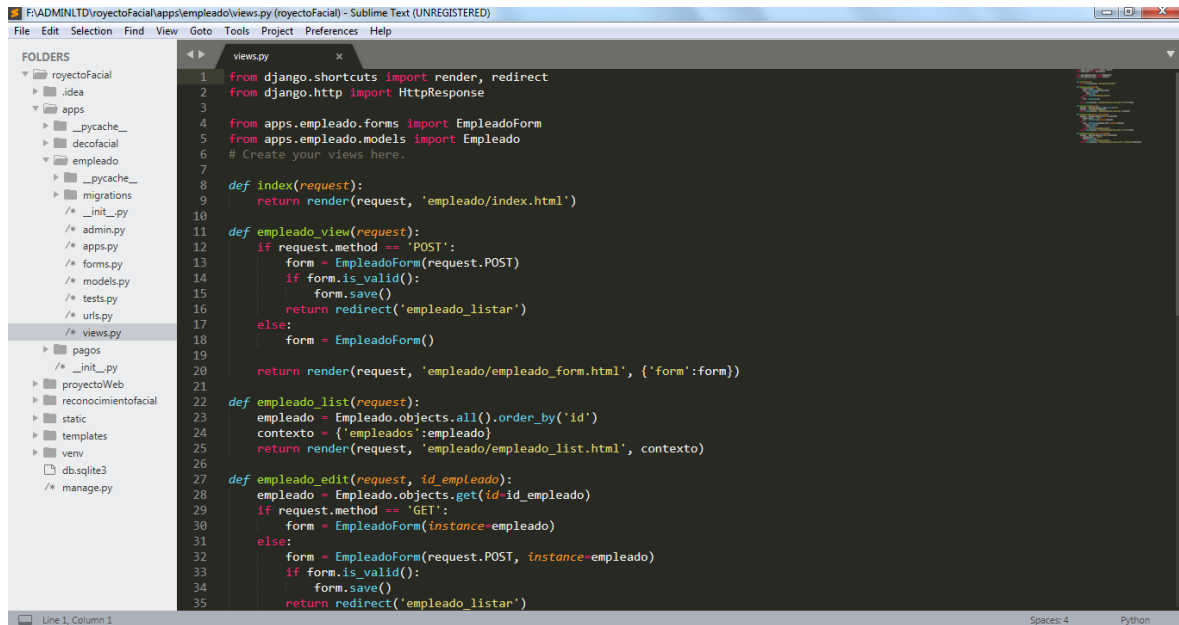 F:\ADMINLTD\royectoFacial\apps\empleado\views.py (royectoFacial) - Sublime Text (UNREGISTERED)
File Edit Selection Find View Goto Tools Project Preferences Help
FOLDERS
royectoFacial
.idea
apps
__pycache__
decofacial
empleado
__pycache__
migrations
/* __init__.py
/* admin.py
/* apps.py
/* forms.py
/* models.py
/* tests.py
/* urls.py
/* views.py
pagos
/* __init__.py
proyectoWeb
reconocimientofacial
static
templates
venv
db.sqlite3
/* manage.py
views.py ×
1 from django.shortcuts import render, redirect
2 from django.http import HttpResponse
3
4 from apps.empleado.forms import EmpleadoForm
5 from apps.empleado.models import Empleado
6 # Create your views here.
7
8 def index(request):
9     return render(request, 'empleado/index.html')
10
11 def empleado_view(request):
12     if request.method == 'POST':
13         form = EmpleadoForm(request.POST)
14         if form.is_valid():
15             form.save()
16         return redirect('empleado_listar')
17     else:
18         form = EmpleadoForm()
19
20     return render(request, 'empleado/empleado_form.html', {'form':form})
21
22 def empleado_list(request):
23     empleado = Empleado.objects.all().order_by('id')
24     contexto = {'empleados':empleado}
25     return render(request, 'empleado/empleado_list.html', contexto)
26
27 def empleado_edit(request, id_empleado):
28     empleado = Empleado.objects.get(id=id_empleado)
29     if request.method == 'GET':
30         form = EmpleadoForm(instance=empleado)
31     else:
32         form = EmpleadoForm(request.POST, instance=empleado)
33         if form.is_valid():
34             form.save()
35         return redirect('empleado_listar')
Line 1, Column 1 Spaces: 4 Python